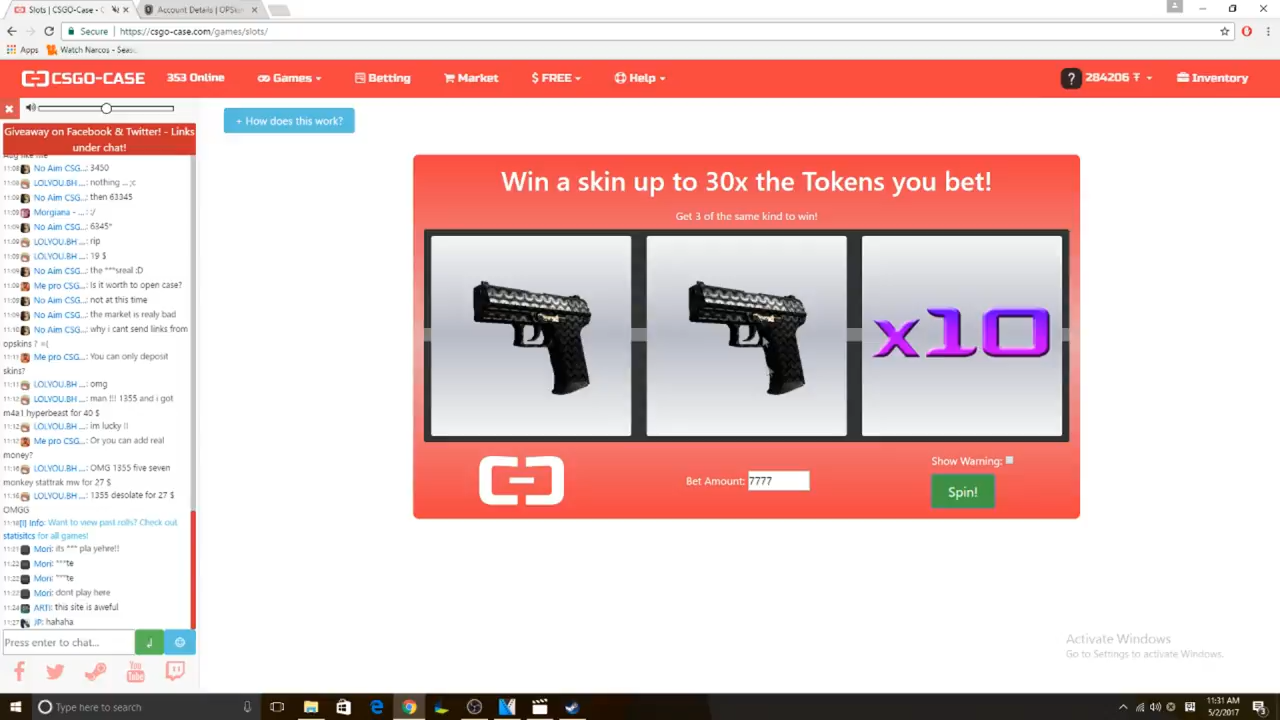 Slots | CSGO-Case - C
Account Details | OPSki
Secure | https://csgo-case.com/games/slots/
Apps Watch Narcos - Seas
CSGO-CASE 353 Online Games Betting Market $ FREE Help ? 284206 Inventory
Giveaway on Facebook & Twitter! - Links
under chat!
11:08 No Aim CSG...: 3450
LOLYOU.BH ...: nothing ... ;c
11:09 No Aim CSG...: then 63345
Morgiana - ...: :/
11:09 No Aim CSG...: 6345*
11:09 LOLYOU.BH ...: rip
LOLYOU.BH ...: 19 $
11:09 No Aim CSG...: the ***sreal :D
Me pro CSG...: Is it worth to open case?
No Aim CSG...: not at this time
11:09 No Aim CSG...: the market is realy bad
11:10 No Aim CSG...: why i cant send links from
opskins ? =(
11:11 Me pro CSG...: You can only deposit
skins?
11:11 LOLYOU.BH ...: omg
11:12 LOLYOU.BH ...: man !!! 1355 and i got
m4a1 hyperbeast for 40 $
11:12 LOLYOU.BH ...: im lucky !!
11:12 Me pro CSG...: Or you can add real
money?
11:16 LOLYOU.BH ...: OMG 1355 five seven
monkey stattrak mw for 27 $
11:16 LOLYOU.BH ...: 1355 desolate for 27 $
OMGG
[i] Info: Want to view past rolls? Check out
statisitcs for all games!
11:21 Mori: its *** pla yehre!!
11:22 Mori: ***te
11:22 Mori: ***te
11:22 Mori: dont play here
11:24 ARTI: this site is aweful
11:27 JP: hahaha
Press enter to chat...
+ How does this work?
Win a skin up to 30x the Tokens you bet!
Get 3 of the same kind to win!
x10
Show Warning:
Bet Amount: 7777
Spin!
Activate Windows
Go to Settings to activate Windows.
You
Tube
Type here to search
11:31 AM
5/2/2017